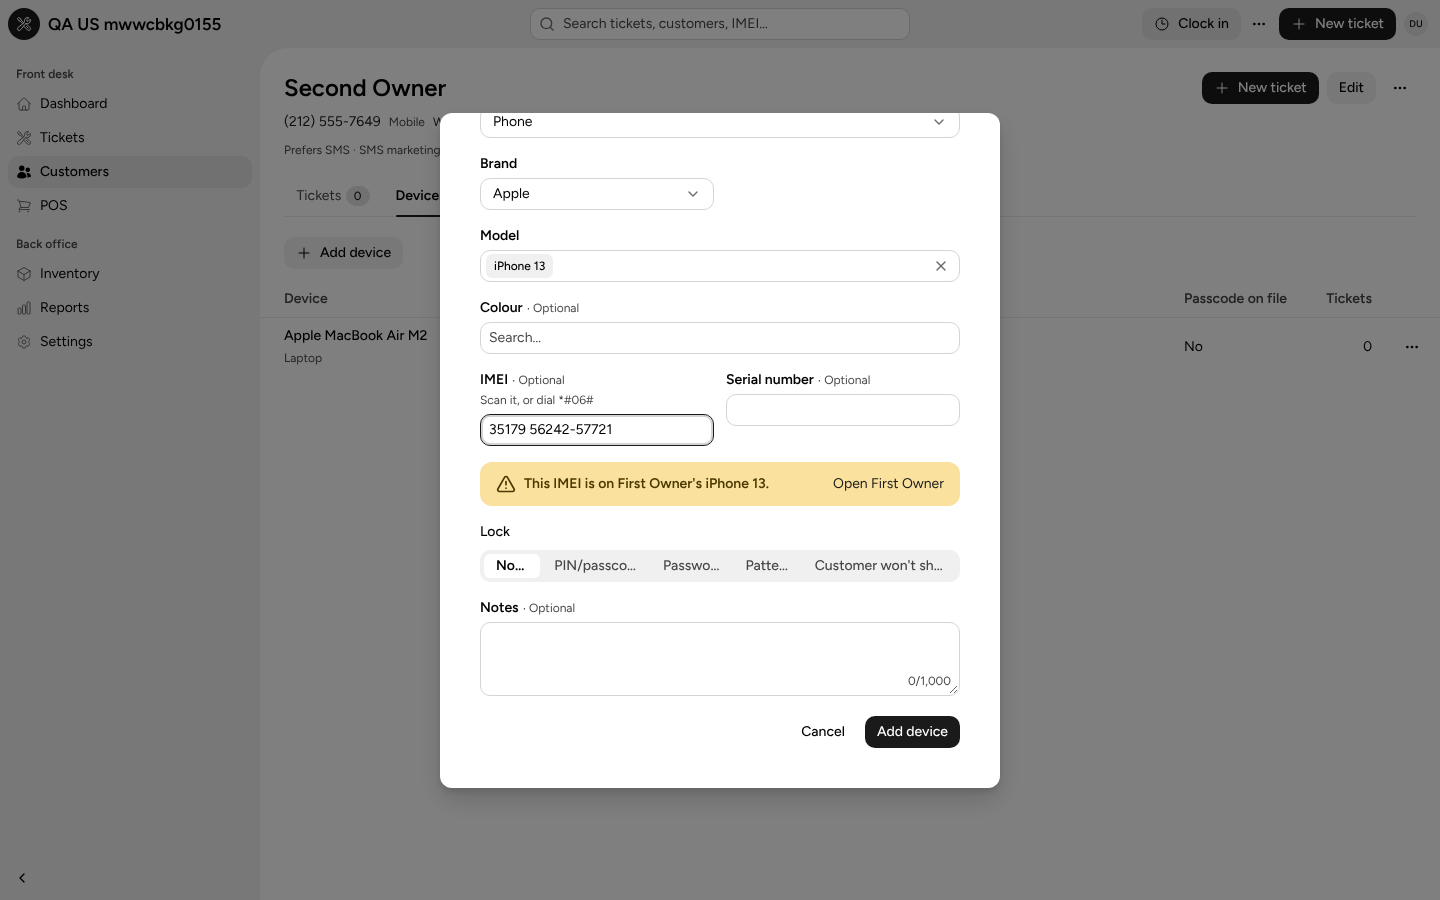 QA US mwwcbkg0155
Search tickets, customers, IMEI...
Clock in
New ticket
DU
Front desk
Dashboard
Tickets
Customers
POS
Back office
Inventory
Reports
Settings
Second Owner
New ticket
Edit
(212) 555-7649 Mobile
Prefers SMS · SMS marketing
Tickets 0
Device
Add device
Device
Passcode on file
Tickets
Apple MacBook Air M2
Laptop
No
0
Phone
Brand
Apple
Model
iPhone 13
Colour · Optional
Search...
IMEI · Optional
Scan it, or dial *#06#
35179 56242-57721
Serial number · Optional
This IMEI is on First Owner's iPhone 13.
Open First Owner
Lock
No...
PIN/passco...
Passwo...
Patte...
Customer won't sh...
Notes · Optional
0/1,000
Cancel
Add device